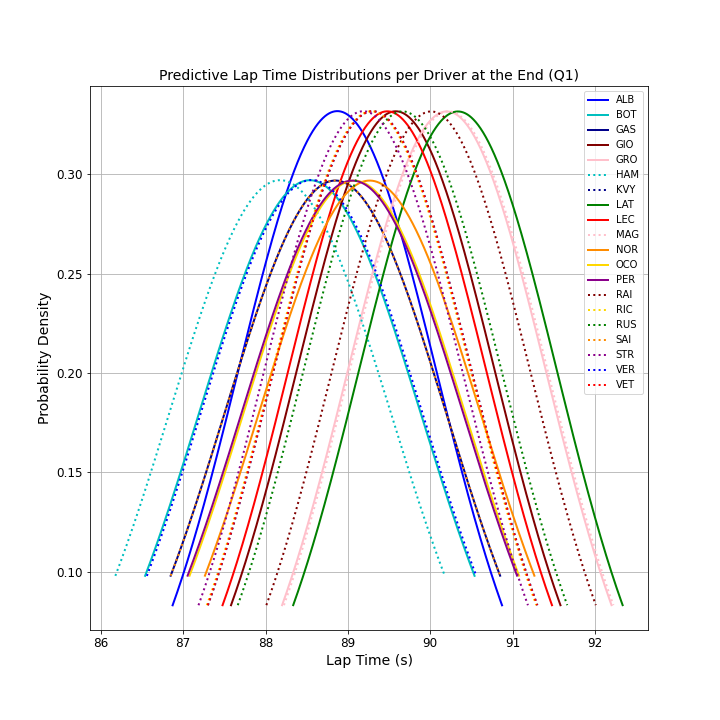 Predictive Lap Time Distributions per Driver at the End (Q1)
ALB
BOT
GAS
GIO
GRO
HAM
KVY
LAT
LEC
MAG
NOR
OCO
PER
RAI
RIC
RUS
SAI
STR
VER
VET
Probability Density
0.30
0.25
0.20
0.15
0.10
86 87 88 89 90 91 92
Lap Time (s)